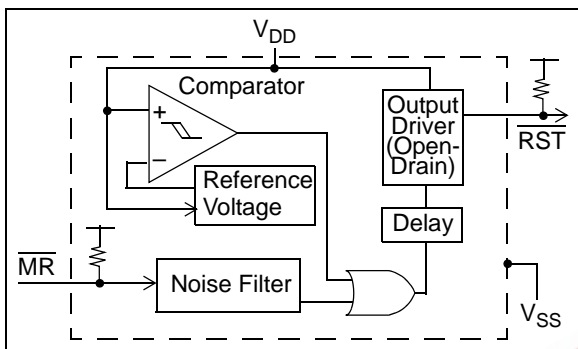 VDD
Comparator
+
−
Output
Driver
(Open-
Drain)
RST
Reference
Voltage
Delay
MR
Noise Filter
VSS